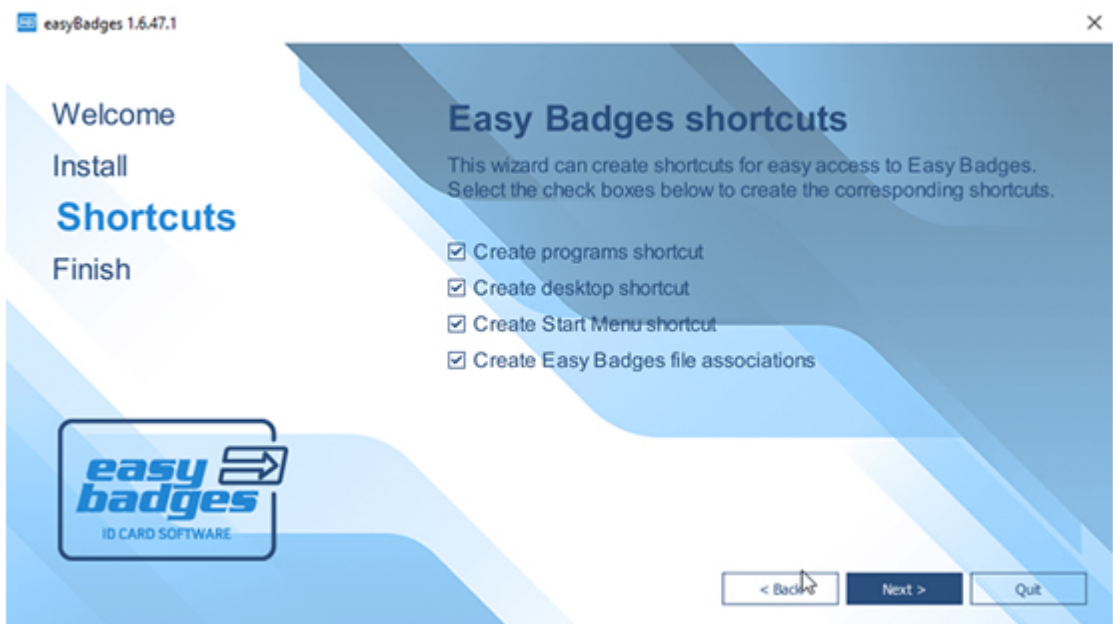 easyBadges 1.6.47.1
Welcome
Install
Shortcuts
Finish
Easy Badges shortcuts
This wizard can create shortcuts for easy access to Easy Badges.
Select the check boxes below to create the corresponding shortcuts.
Create programs shortcut
Create desktop shortcut
Create Start Menu shortcut
Create Easy Badges file associations
easy
badges
ID CARD SOFTWARE
< Back
Next >
Quit